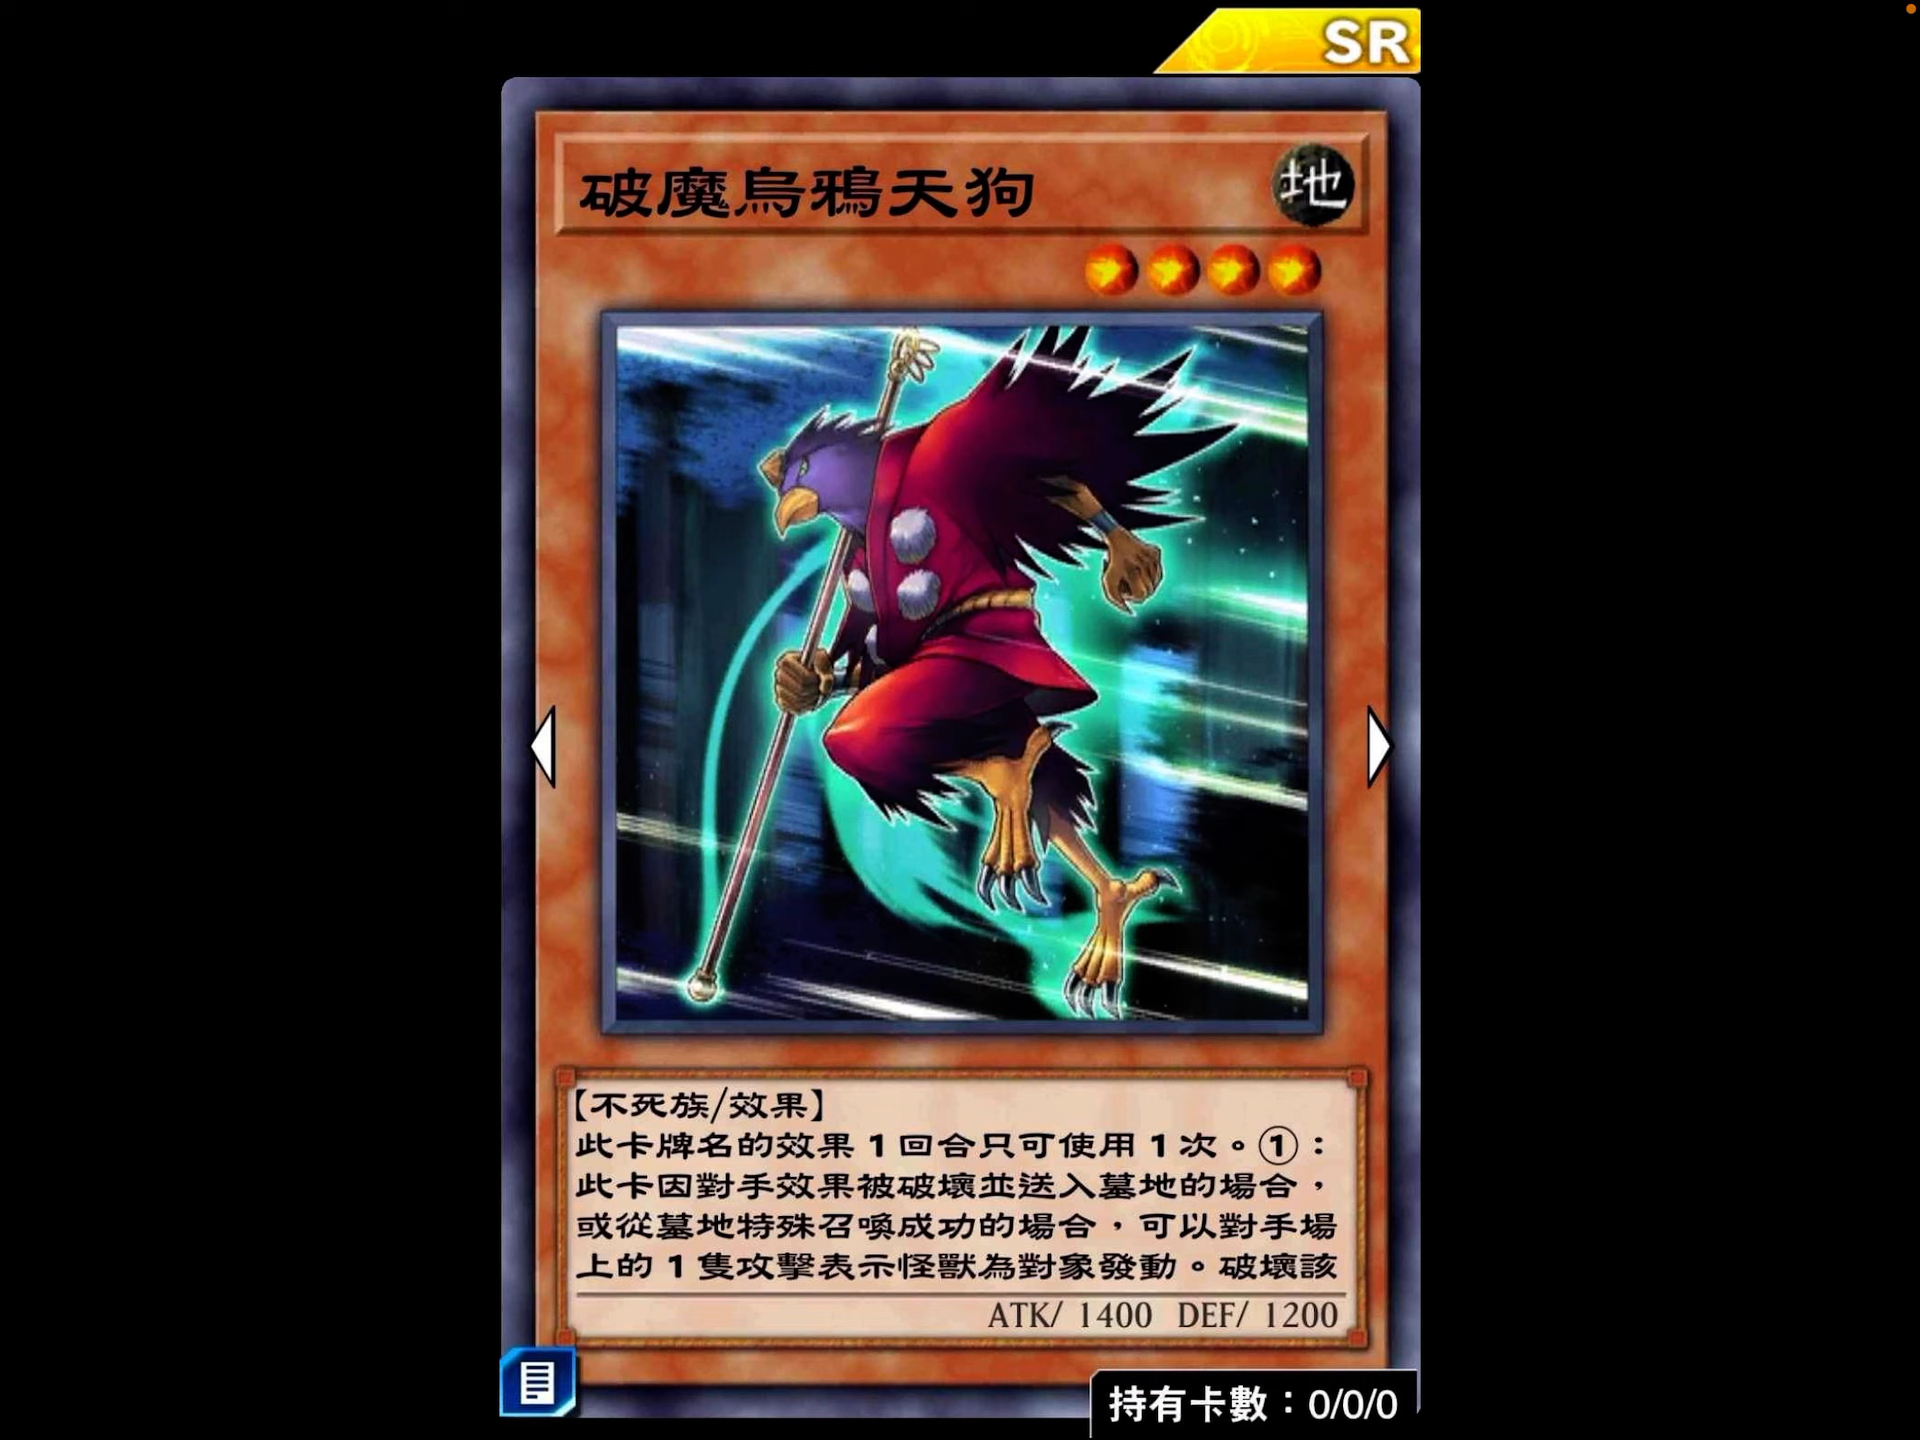 SR
破魔烏鴉天狗
地
【不死族/效果】
此卡牌名的效果1回合只可使用1次。①：
此卡因對手效果被破壞並送入墓地的場合，
或從墓地特殊召喚成功的場合，可以對手場
上的1隻攻擊表示怪獸為對象發動。破壞該
ATK/ 1400 DEF/ 1200
持有卡數：0/0/0